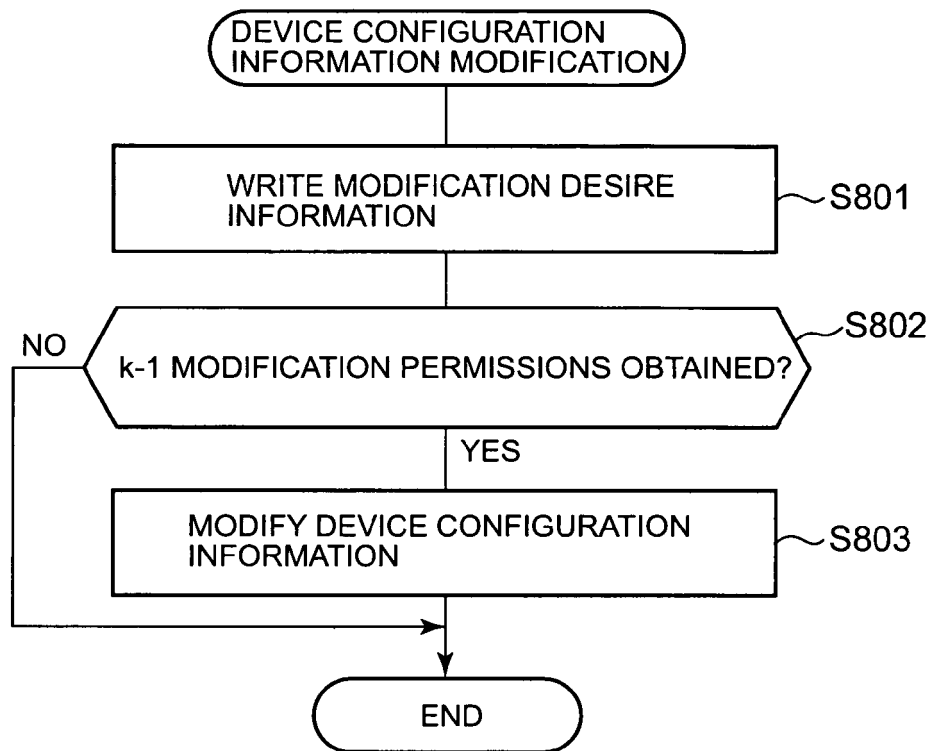 DEVICE CONFIGURATION
INFORMATION MODIFICATION
WRITE MODIFICATION DESIRE
INFORMATION
S801
S802
NO
k-1 MODIFICATION PERMISSIONS OBTAINED?
YES
MODIFY DEVICE CONFIGURATION
INFORMATION
S803
END